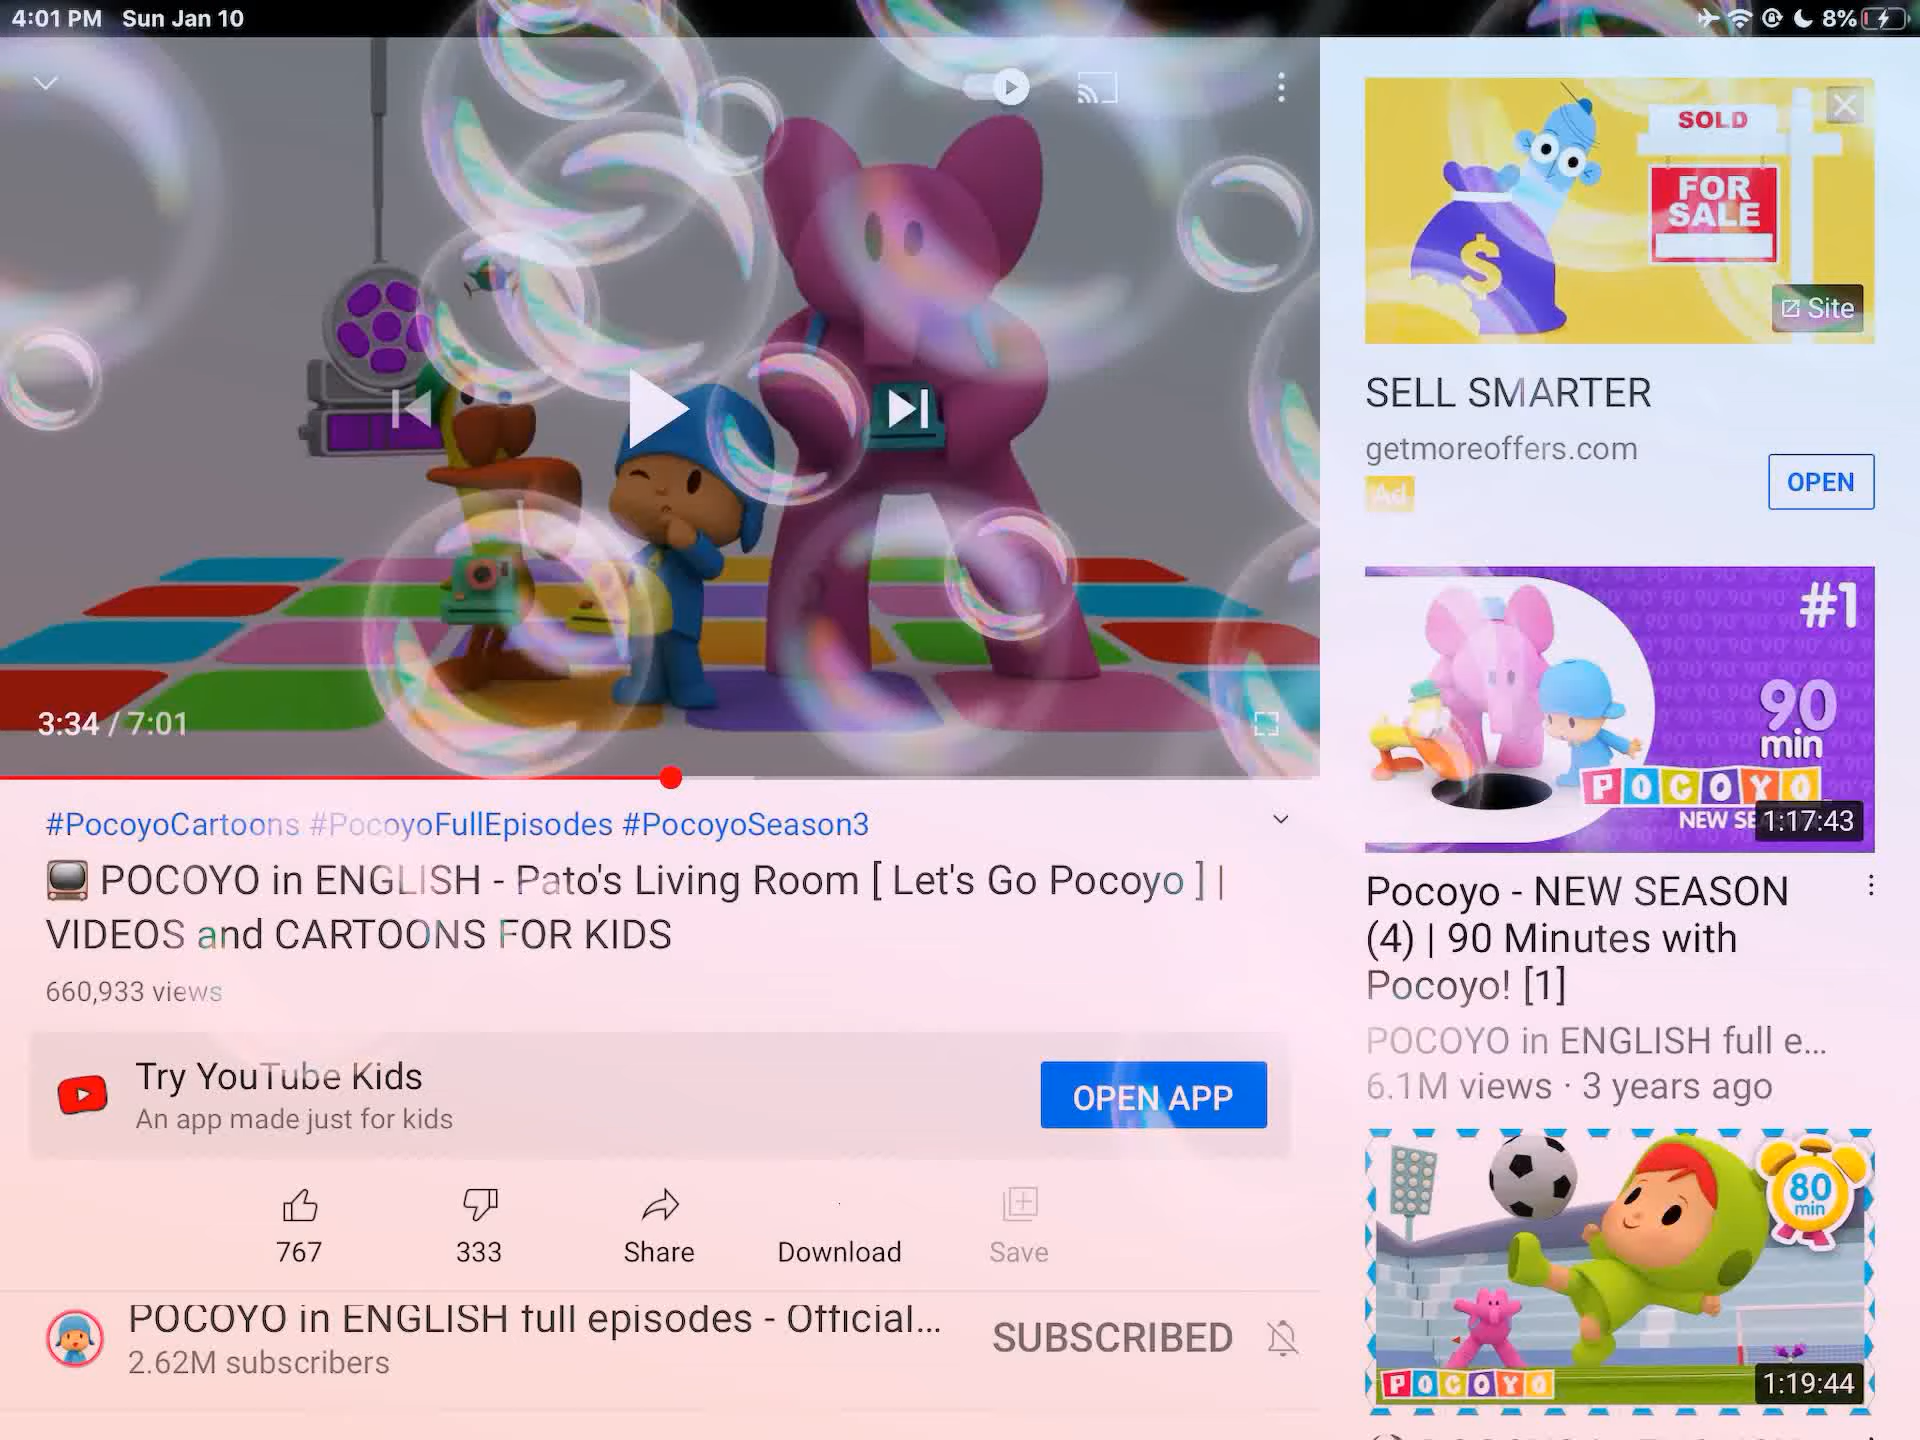 4:01 PM Sun Jan 10
8%
SOLD
FOR
SALE
$
Site
SELL SMARTER
getmoreoffers.com
Ad
OPEN
3:34 / 7:01
#PocoyoCartoons #PocoyoFullEpisodes #PocoyoSeason3
POCOYO in ENGLISH - Pato's Living Room [ Let's Go Pocoyo ] |
VIDEOS and CARTOONS FOR KIDS
660,933 views
Try YouTube Kids
An app made just for kids
OPEN APP
767
333
Share
Download
Save
POCOYO in ENGLISH full episodes - Official...
2.62M subscribers
SUBSCRIBED
#1
90
min
POCOYO
NEW
1:17:43
Pocoyo - NEW SEASON
(4) | 90 Minutes with
Pocoyo! [1]
POCOYO in ENGLISH full e...
6.1M views · 3 years ago
80
min
POCOYO
1:19:44